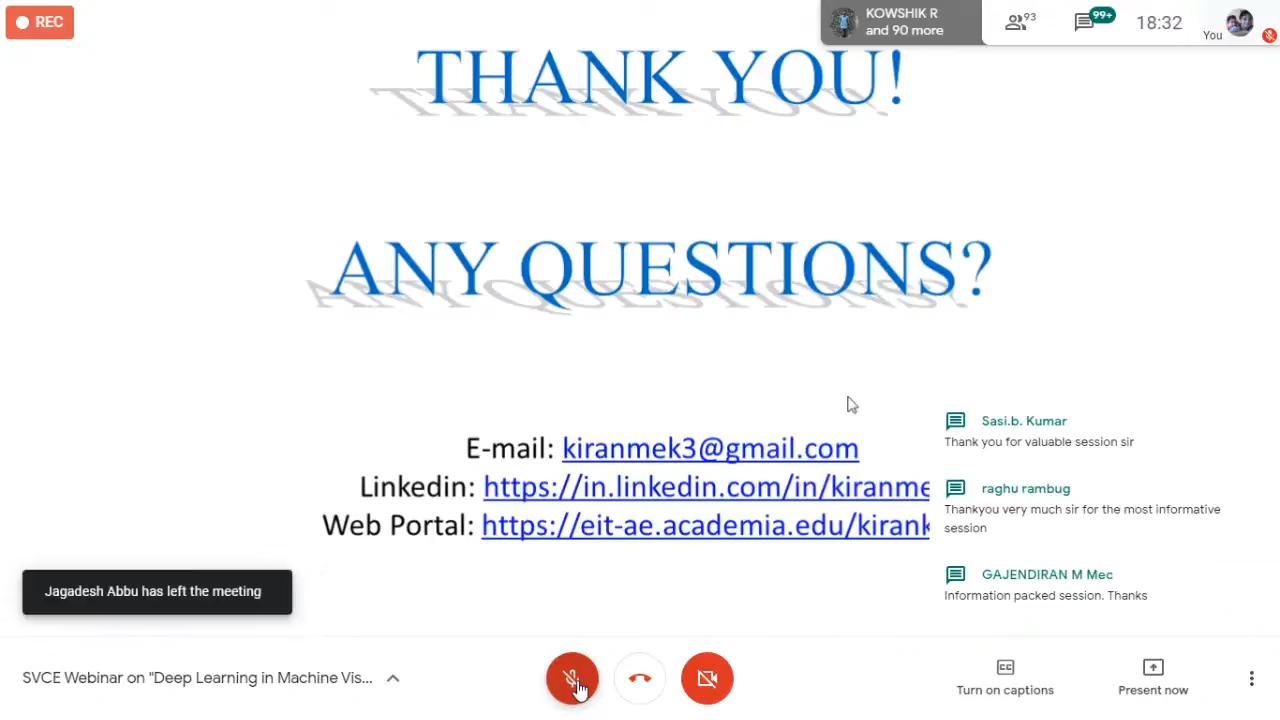 REC
KOWSHIK R
and 90 more
93
99+
18:32
You
THANK YOU!
ANY QUESTIONS?
E-mail: kiranmek3@gmail.com
Linkedin: https://in.linkedin.com/in/kiranme
Web Portal: https://eit-ae.academia.edu/kirank
Sasi.b. Kumar
Thank you for valuable session sir
raghu rambug
Thankyou very much sir for the most informative
session
GAJENDIRAN M Mec
Information packed session. Thanks
Jagadesh Abbu has left the meeting
SVCE Webinar on "Deep Learning in Machine Vis...
CC
Turn on captions
Present now